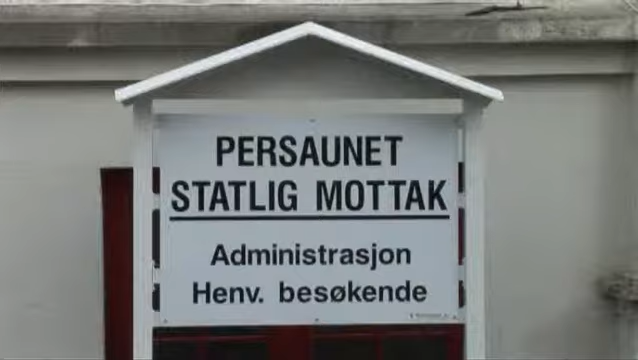 PERSAUNET
STATLIG MOTTAK
Administrasjon
Henv. besøkende